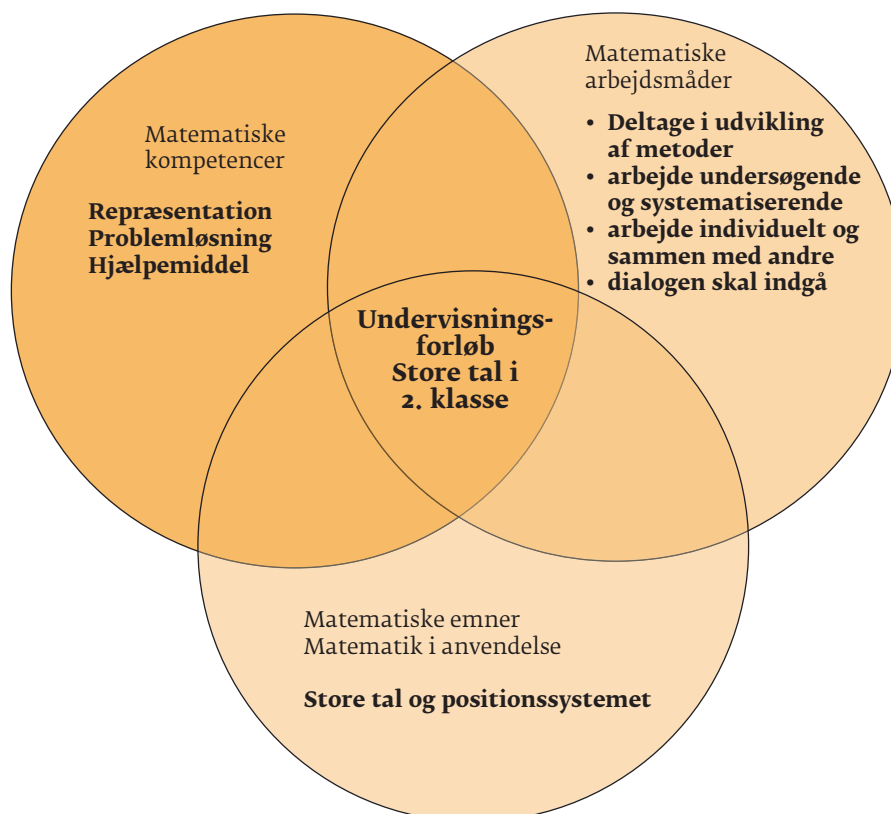 Matematiske
kompetencer
Repræsentation
Problemløsning
Hjælpemiddel
Matematiske
arbejdsmåder
• Deltage i udvikling
af metoder
• arbejde undersøgende
og systematiserende
• arbejde individuelt og
sammen med andre
• dialogen skal indgå
Undervisnings-
forløb
Store tal i
2. klasse
Matematiske emner
Matematik i anvendelse
Store tal og positionssystemet